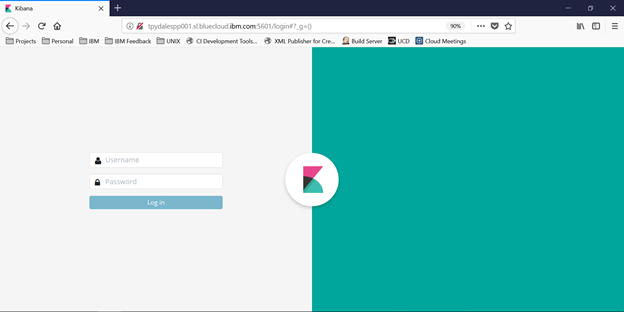 Kibana
tpydalespp001.sl.bluecloud.ibm.com:5601/login#?_g=()
90%
Projects Personal IBM IBM Feedback UNIX CI Development Tools... XML Publisher for Cre... Build Server UCD Cloud Meetings
Username
Password
Log in